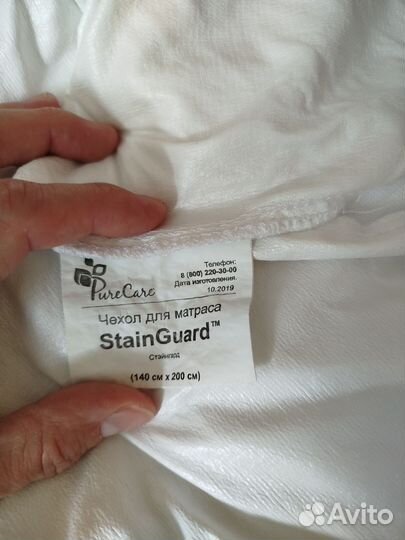 PureCare
Телефон:
8 (800) 220-30-00
Дата изготовления.
10.2019
Чехол для матраса
StainGuard™
Стэйнгард
(140 см x 200 см)
Avito